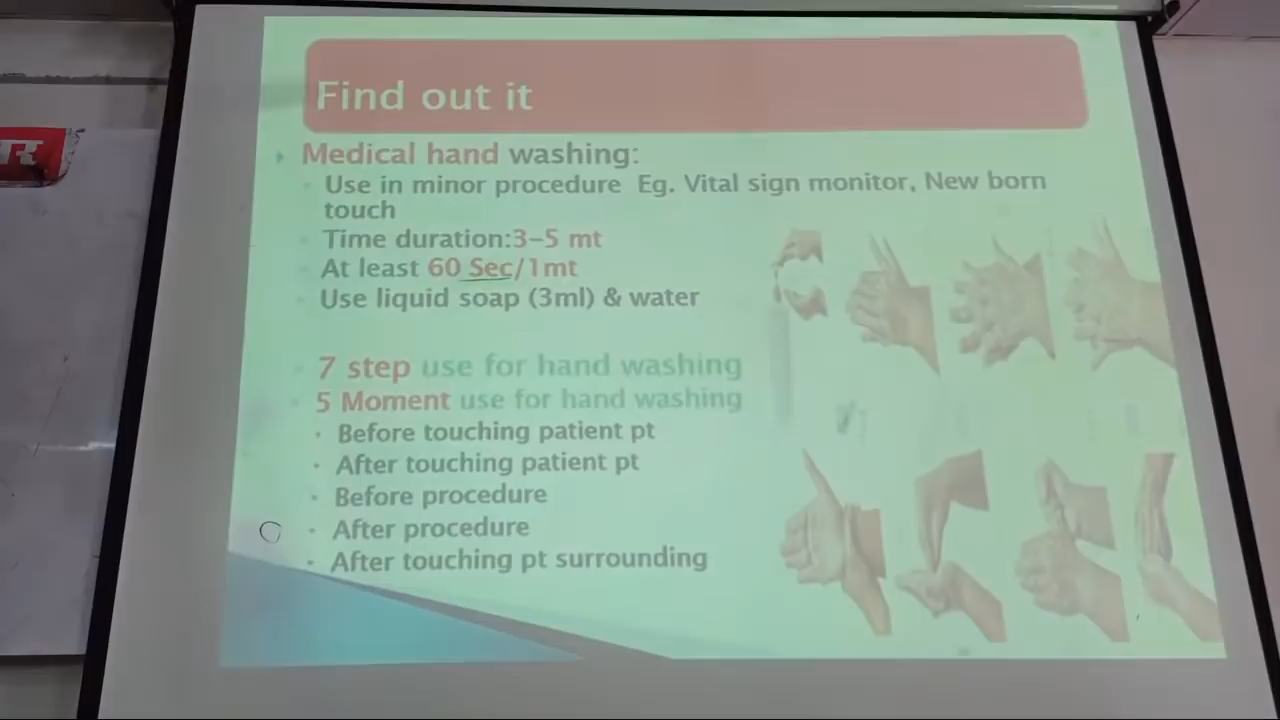 Find out it
Medical hand washing:
Use in minor procedure Eg. Vital sign monitor, New born
touch
Time duration:3-5 mt
At least 60 Sec/1mt
Use liquid soap (3ml) & water
7 step use for hand washing
5 Moment use for hand washing
Before touching patient pt
After touching patient pt
Before procedure
After procedure
After touching pt surrounding